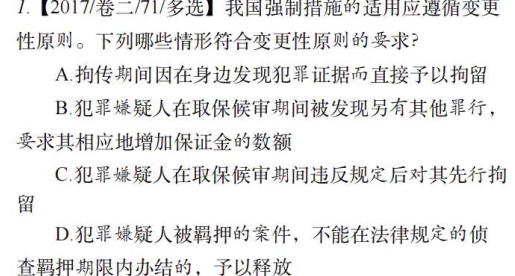 1.【2017/卷二/71/多选】我国强制措施的适用应遵循变更
性原则。下列哪些情形符合变更性原则的要求?
A.拘传期间因在身边发现犯罪证据而直接予以拘留
B.犯罪嫌疑人在取保候审期间被发现另有其他罪行，
要求其相应地增加保证金的数额
C.犯罪嫌疑人在取保候审期间违反规定后对其先行拘
留
D.犯罪嫌疑人被羁押的案件，不能在法律规定的侦
查羁押期限内办结的，予以释放